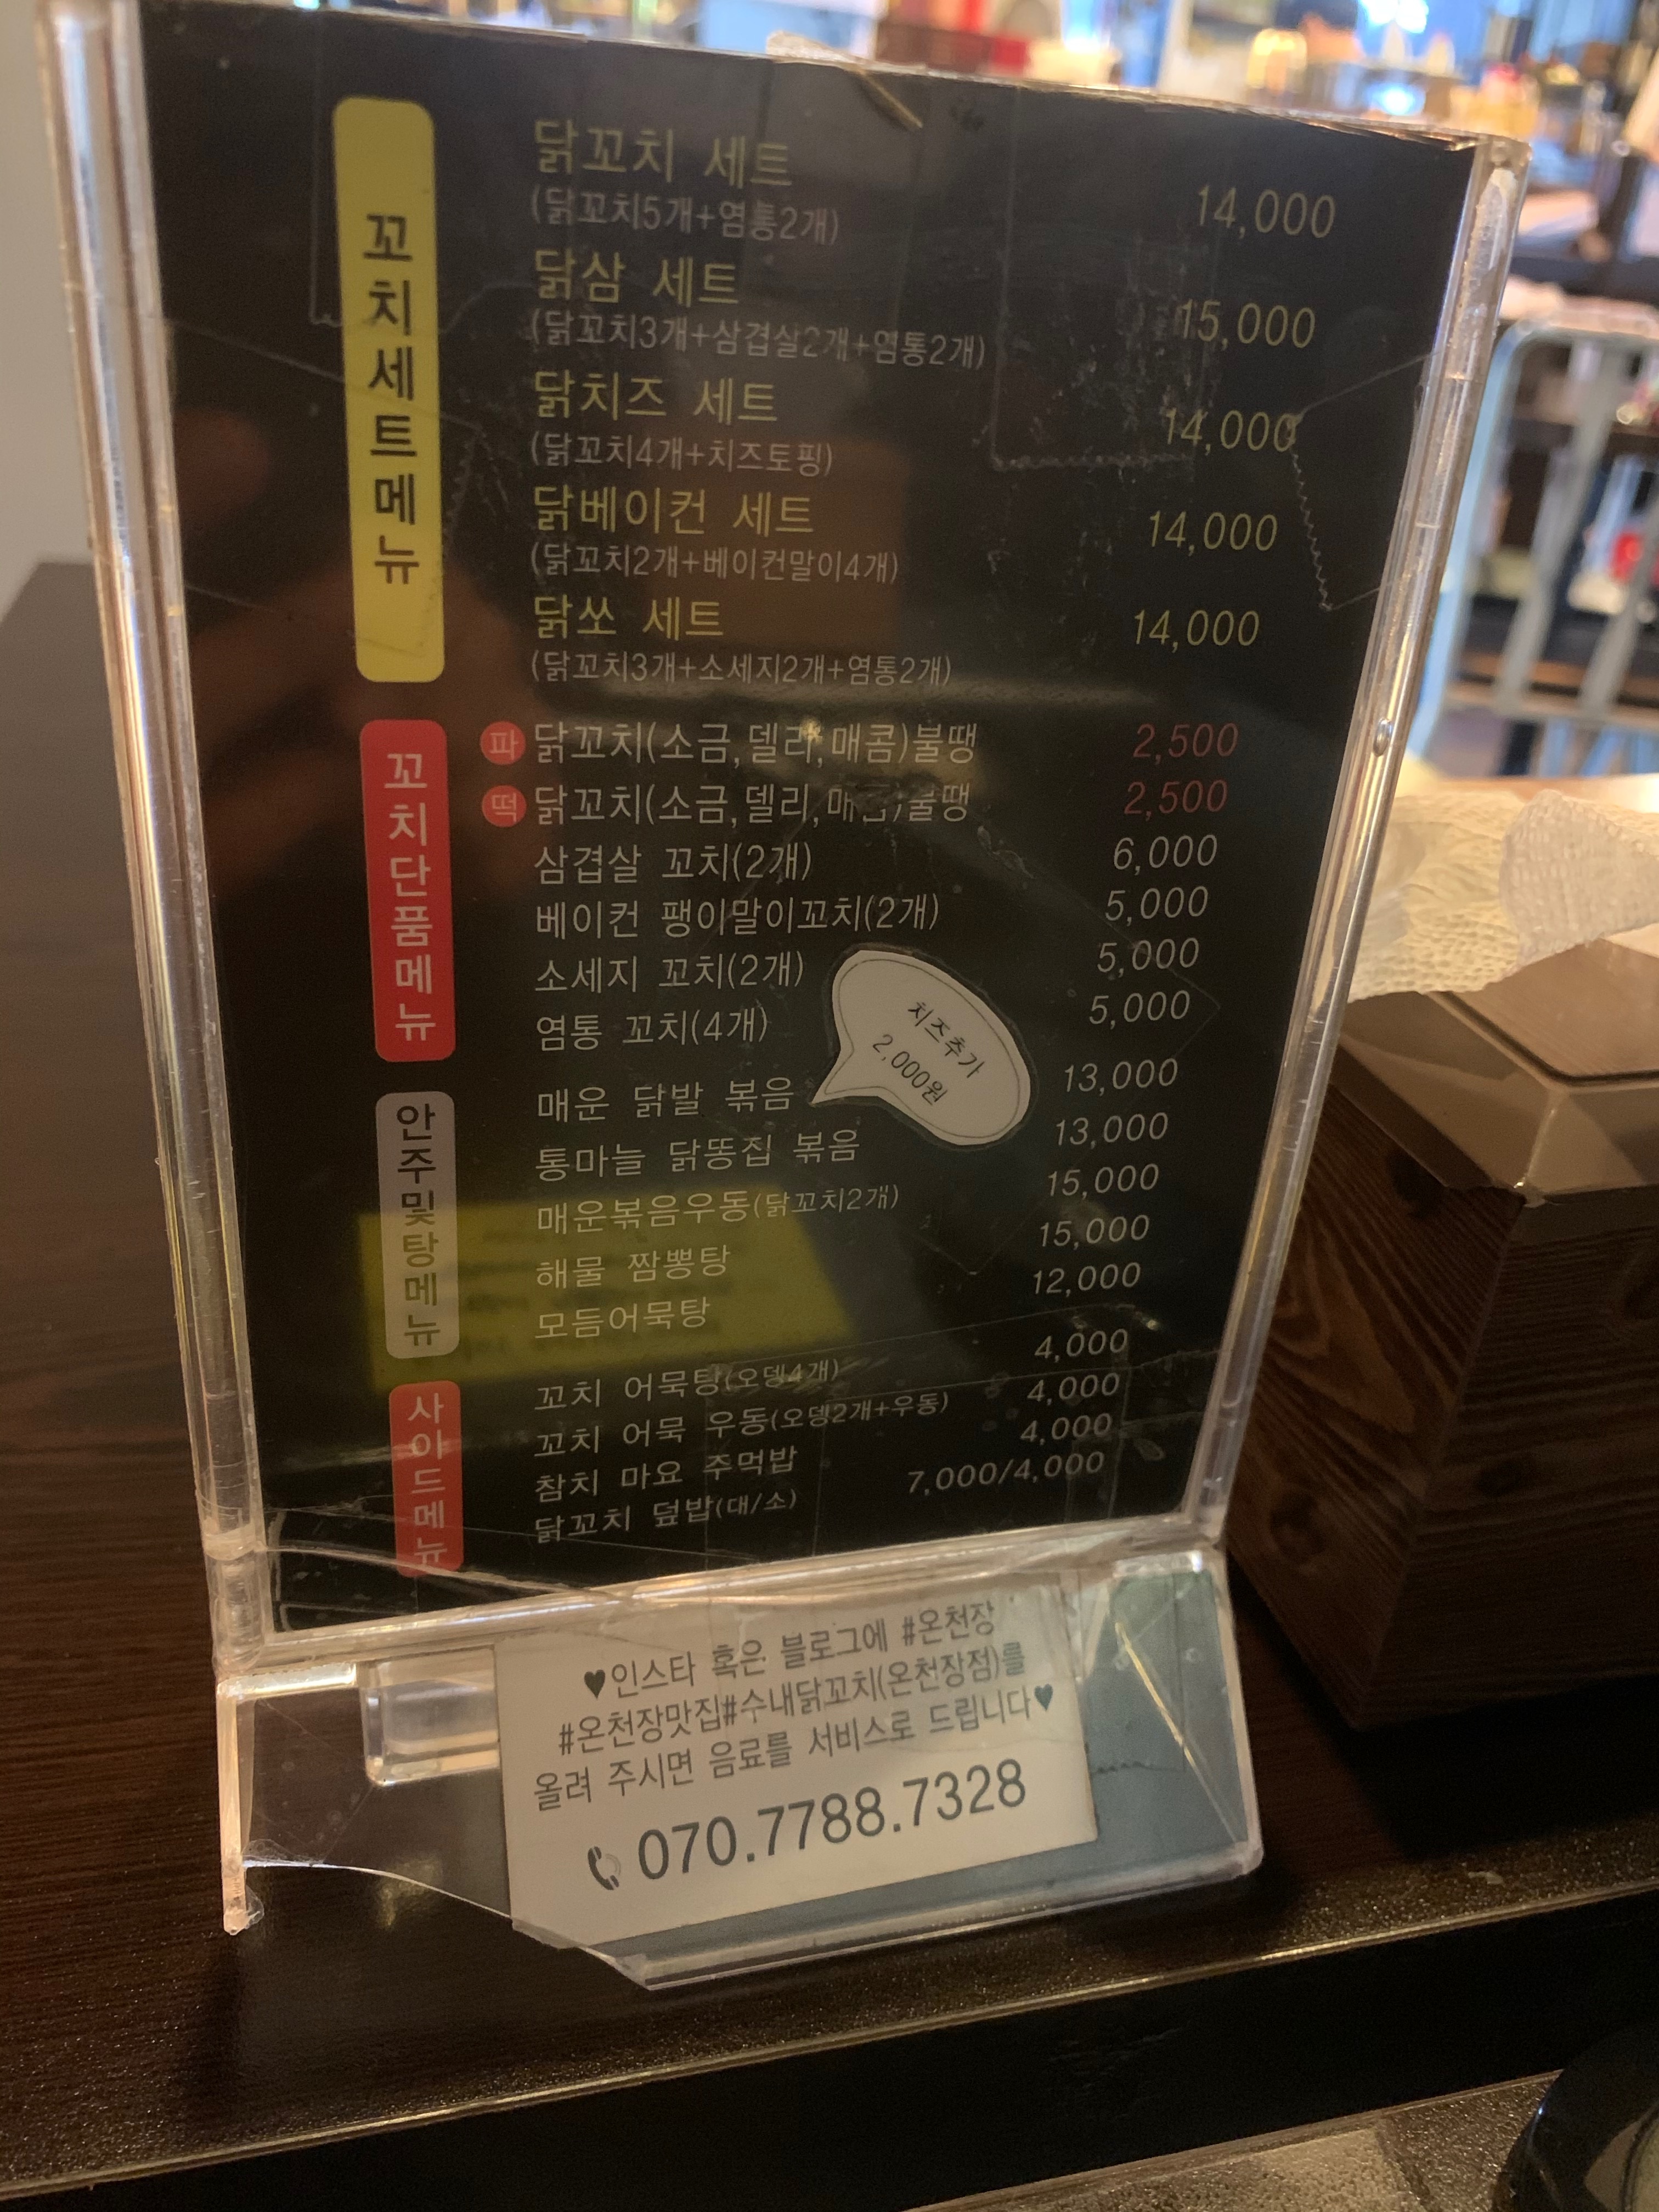 꼬치세트메뉴
닭꼬치 세트 14,000
(닭꼬치5개+염통2개)
닭삼 세트 15,000
(닭꼬치3개+삼겹살2개+염통2개)
닭치즈 세트 14,000
(닭꼬치4개+치즈토핑)
닭베이컨 세트 14,000
(닭꼬치2개+베이컨말이4개)
닭쏘 세트 14,000
(닭꼬치3개+소세지2개+염통2개)
꼬치단품메뉴
파 닭꼬치(소금,델리,매콤)불땡 2,500
떡 닭꼬치(소금,델리,매콤)불땡 2,500
삼겹살 꼬치(2개) 6,000
베이컨 팽이말이꼬치(2개) 5,000
소세지 꼬치(2개) 5,000
염통 꼬치(4개) 5,000
치즈추가
2,000원
안주및탕메뉴
매운 닭발 볶음 13,000
통마늘 닭똥집 볶음 13,000
매운볶음우동(닭꼬치2개) 15,000
해물 짬뽕탕 15,000
모듬어묵탕 12,000
사이드메뉴
꼬치 어묵탕(오뎅4개) 4,000
꼬치 어묵 우동(오뎅2개+우동) 4,000
참치 마요 주먹밥 4,000
닭꼬치 덮밥(대/소) 7,000/4,000
♥인스타 혹은 블로그에 #온천장
#온천장맛집#수내닭꼬치(온천장점)를
올려 주시면 음료를 서비스로 드립니다♥
070.7788.7328